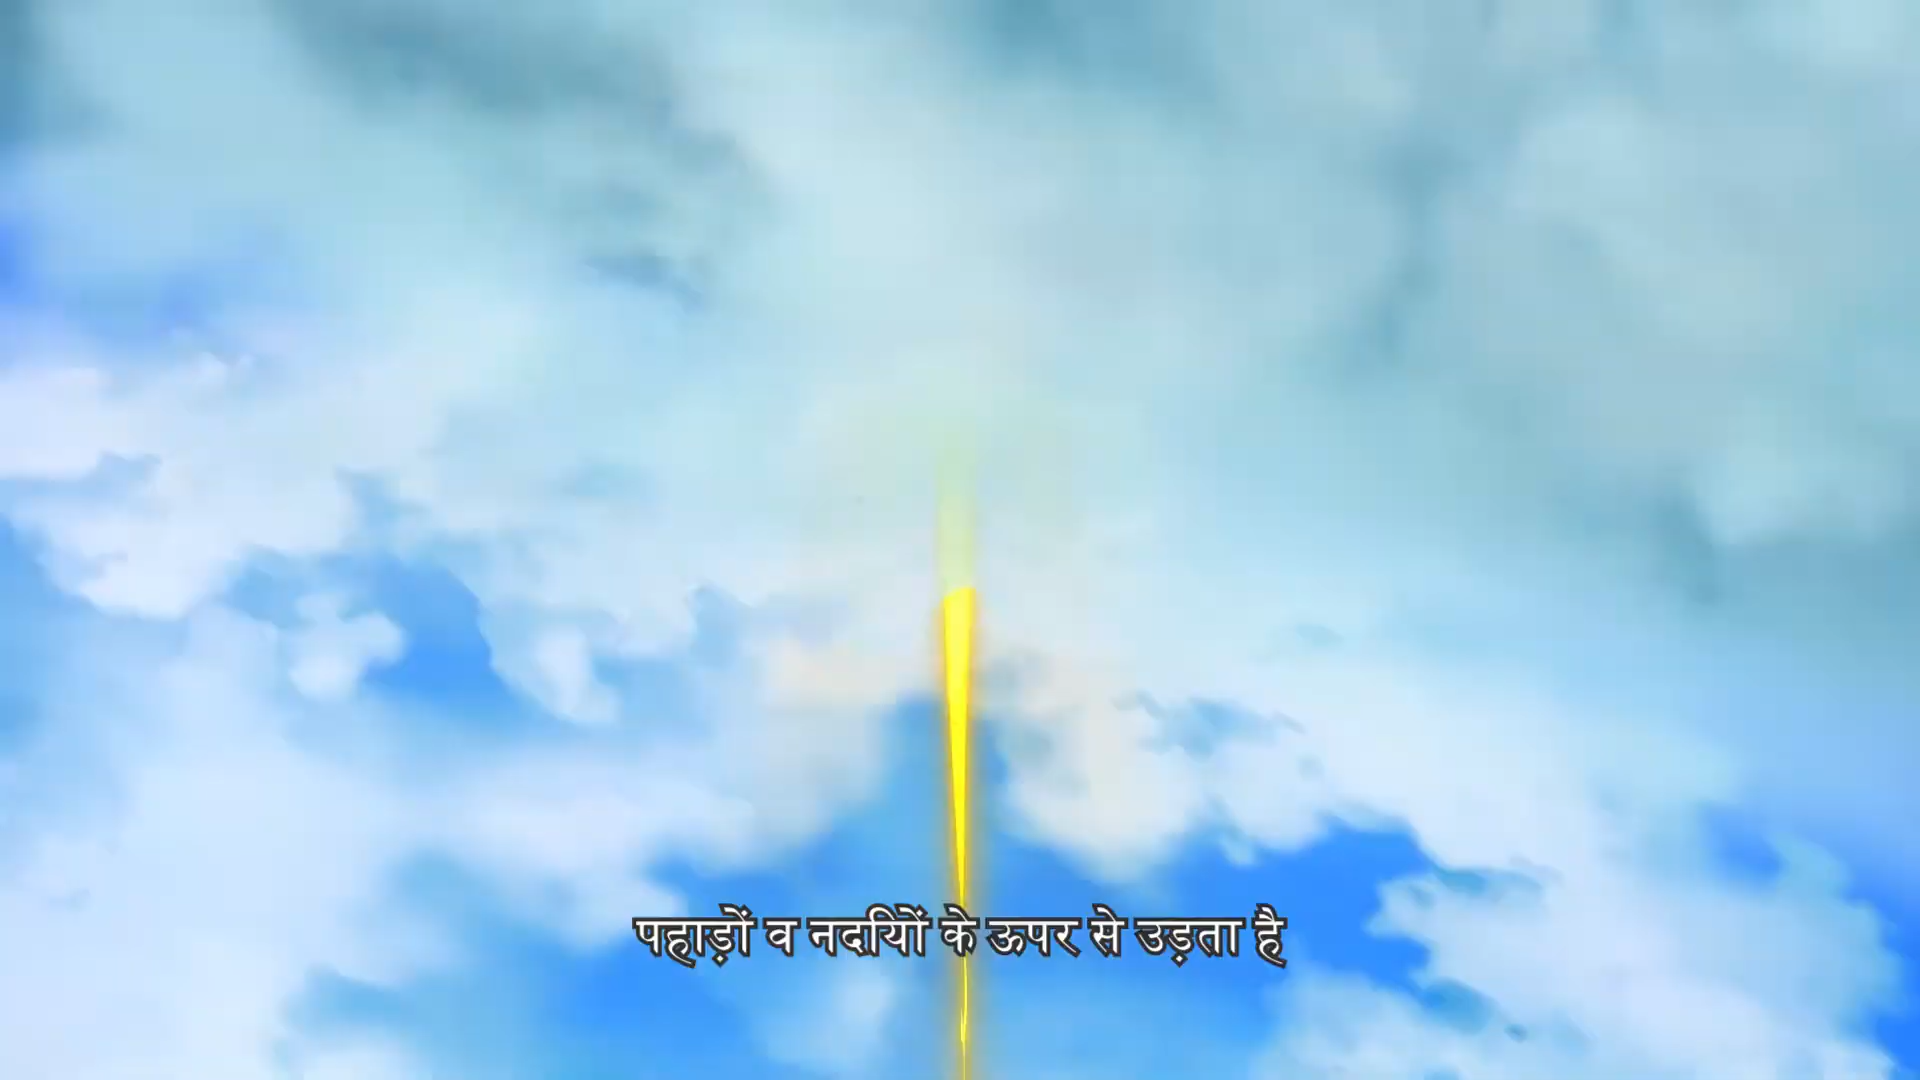 पहाड़ों व नदियों के ऊपर से उड़ता है